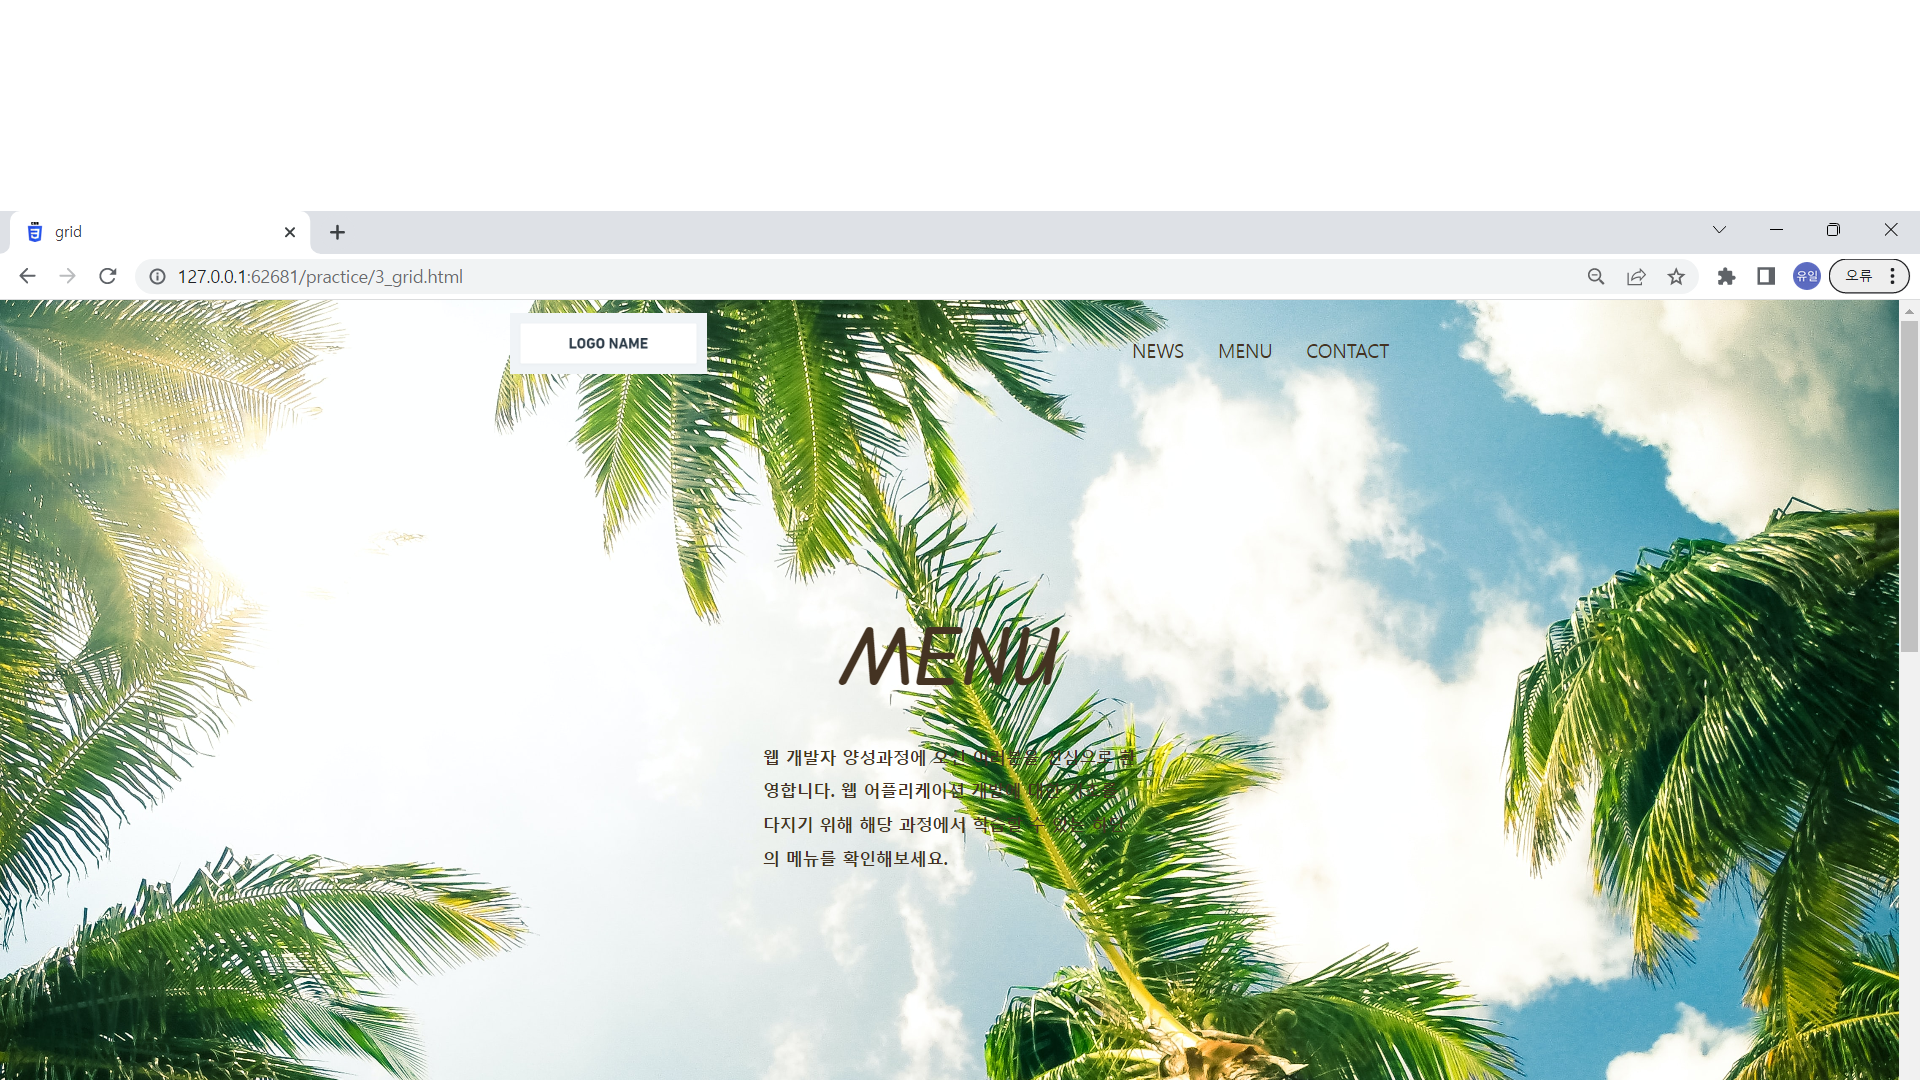 grid
127.0.0.1:62681/practice/3_grid.html
유일
오류
LOGO NAME
NEWS MENU CONTACT
MENU
웹 개발자 양성과정에 오신 여러분을 진심으로 환
영합니다. 웹 어플리케이션 개발에 대한 기초를
다지기 위해 해당 과정에서 학습할 수 있는 하단
의 메뉴를 확인해보세요.